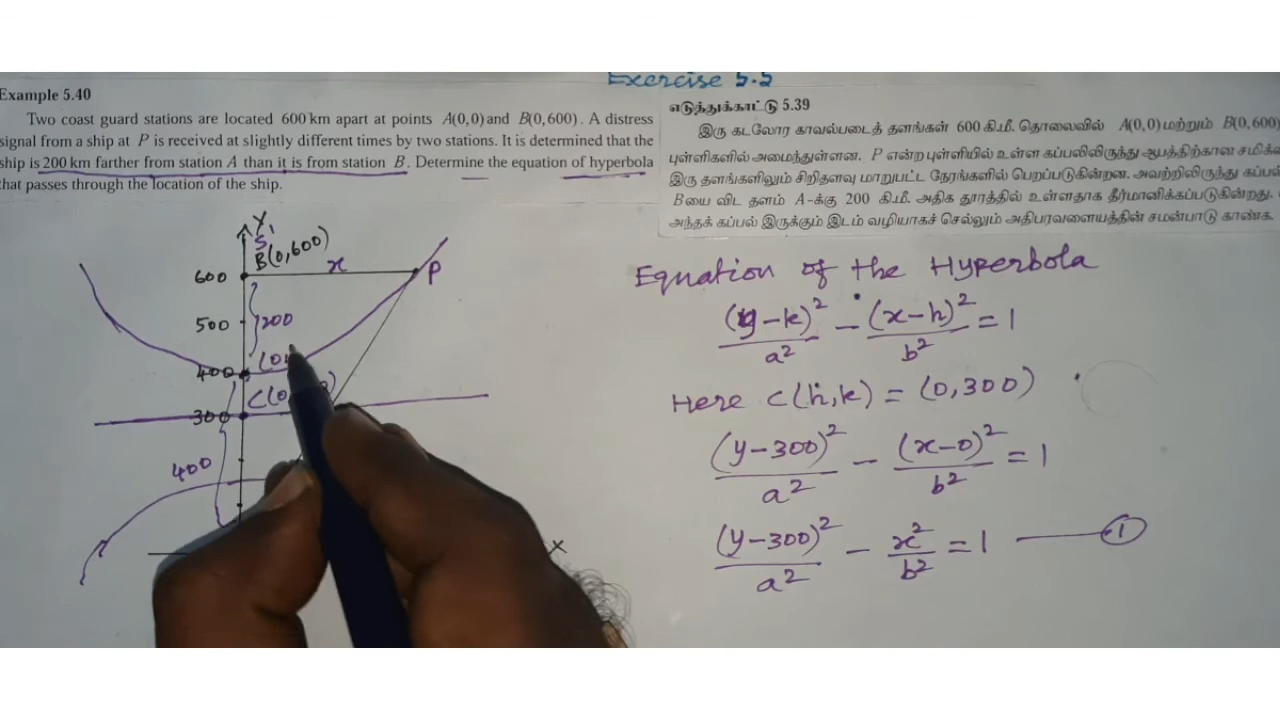 Exercise 5.5
Example 5.40
Two coast guard stations are located 600 km apart at points A(0,0) and B(0,600). A distress
signal from a ship at P is received at slightly different times by two stations. It is determined that the
ship is 200 km farther from station A than it is from station B. Determine the equation of hyperbola
that passes through the location of the ship.
எடுத்துக்காட்டு 5.39
இரு கடலோர காவல்படைத் தளங்கள் 600 கி.மீ. தொலைவில் A(0,0) மற்றும் B(0,600)
புள்ளிகளில் அமைந்துள்ளன. P என்ற புள்ளியில் உள்ள கப்பலிலிருந்து ஆபத்திற்கான
இரு தளங்களிலும் சிறிதளவு மாறுபட்ட நேரங்களில் பெறப்படுகின்றன. அவற்றிலிருந்து
B யை விட தளம் A-க்கு 200 கி.மீ. அதிக தூரத்தில் உள்ளதாக தீர்மானிக்கப்படுகின்றது.
அந்தக் கப்பல் இருக்கும் இடம் வழியாகச் செல்லும் அதிபரவளையத்தின் சமன்பாடு காண்க.
Y
S'
B(0,600)
600
x
P
500
200
400
(0,
C(0,
300
400
X
Equation of the Hyperbola
(y-k)²/a² - (x-h)²/b² = 1
Here C(h,k) = (0,300)
(y-300)²/a² - (x-0)²/b² = 1
(y-300)²/a² - x²/b² = 1 — ①